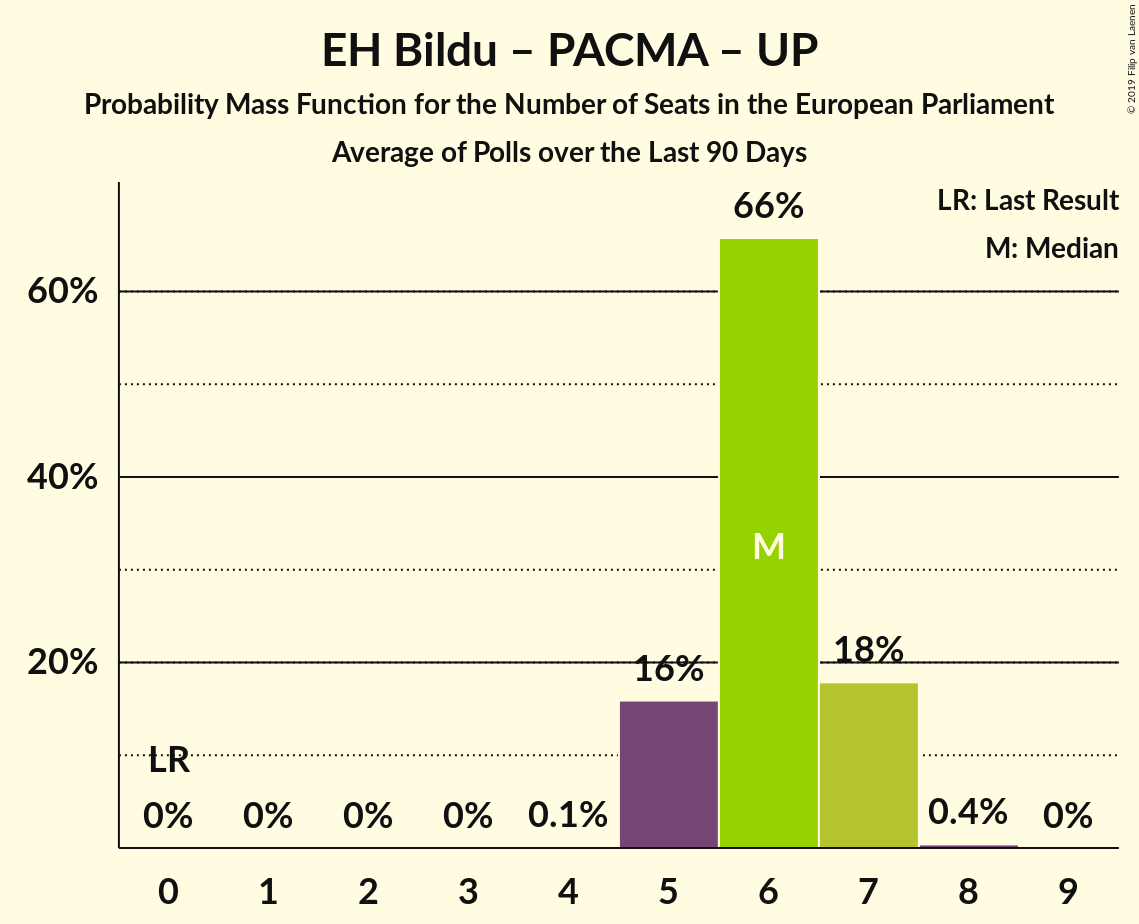 EH Bildu – PACMA – UP
Probability Mass Function for the Number of Seats in the European Parliament
Average of Polls over the Last 90 Days
© 2019 Filip van Laenen
LR: Last Result
M: Median
66%
60%
40%
M
20%
16%
18%
LR
0%
0%
0%
0%
0.1%
0.4%
0%
0
1
2
3
4
5
6
7
8
9